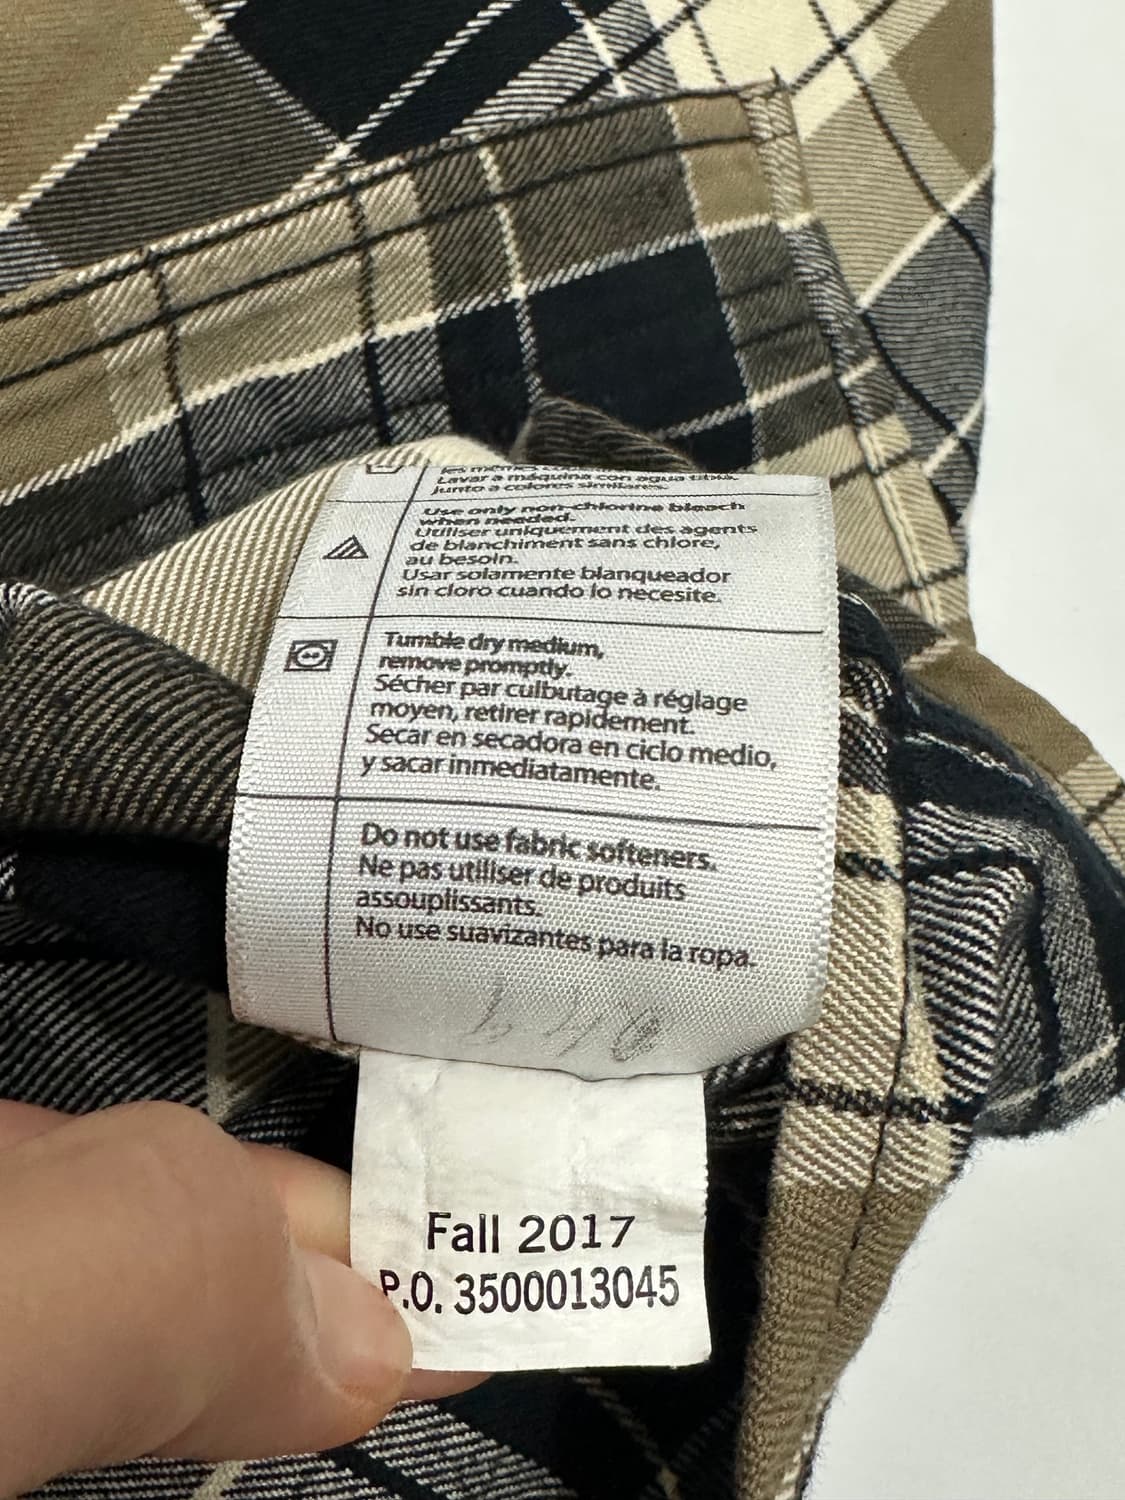 les mêmes
Lavar a máquina con agua tibia,
junto a colores similares.
Use only non-chlorine bleach
when needed.
Utiliser uniquement des agents
de blanchiment sans chlore,
au besoin.
Usar solamente blanqueador
sin cloro cuando lo necesite.
Tumble dry medium,
remove promptly.
Sécher par culbutage à réglage
moyen, retirer rapidement.
Secar en secadora en ciclo medio,
y sacar inmediatamente.
Do not use fabric softeners.
Ne pas utiliser de produits
assouplissants.
No use suavizantes para la ropa.
Fall 2017
P.O. 3500013045